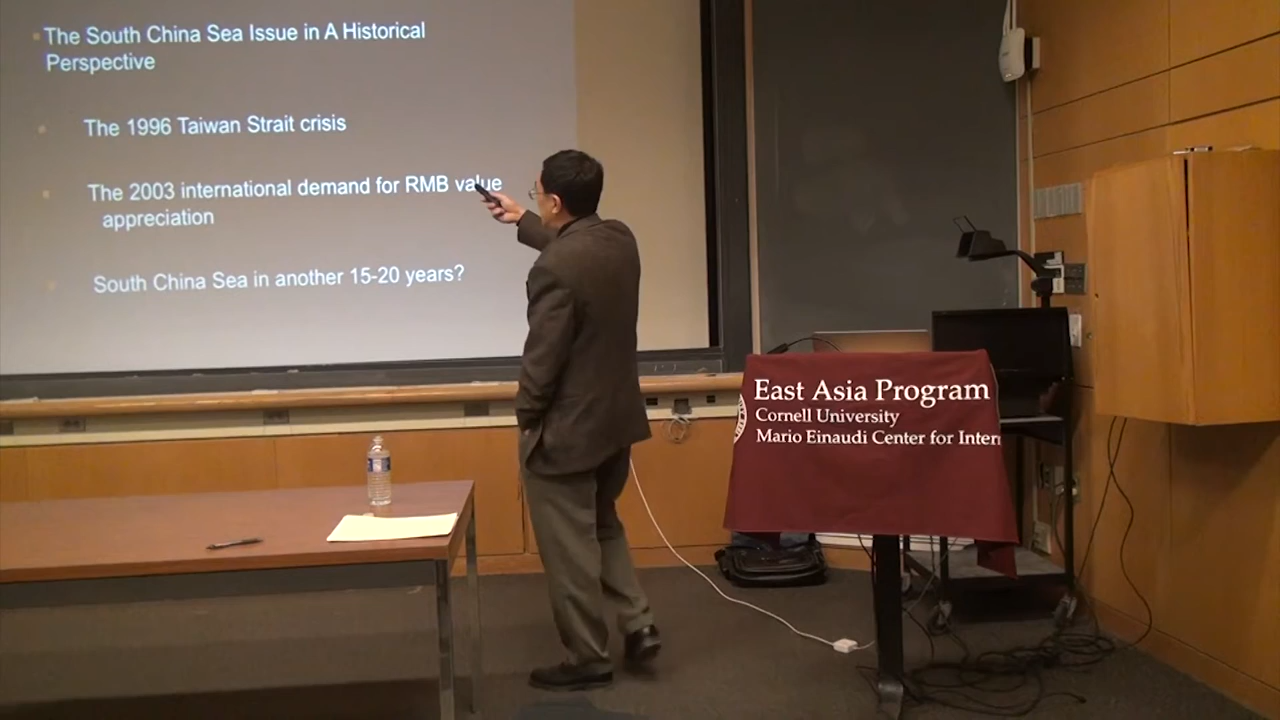 The South China Sea Issue in A Historical
Perspective
The 1996 Taiwan Strait crisis
The 2003 international demand for RMB value
appreciation
South China Sea in another 15-20 years?
East Asia Program
Cornell University
Mario Einaudi Center for Intern